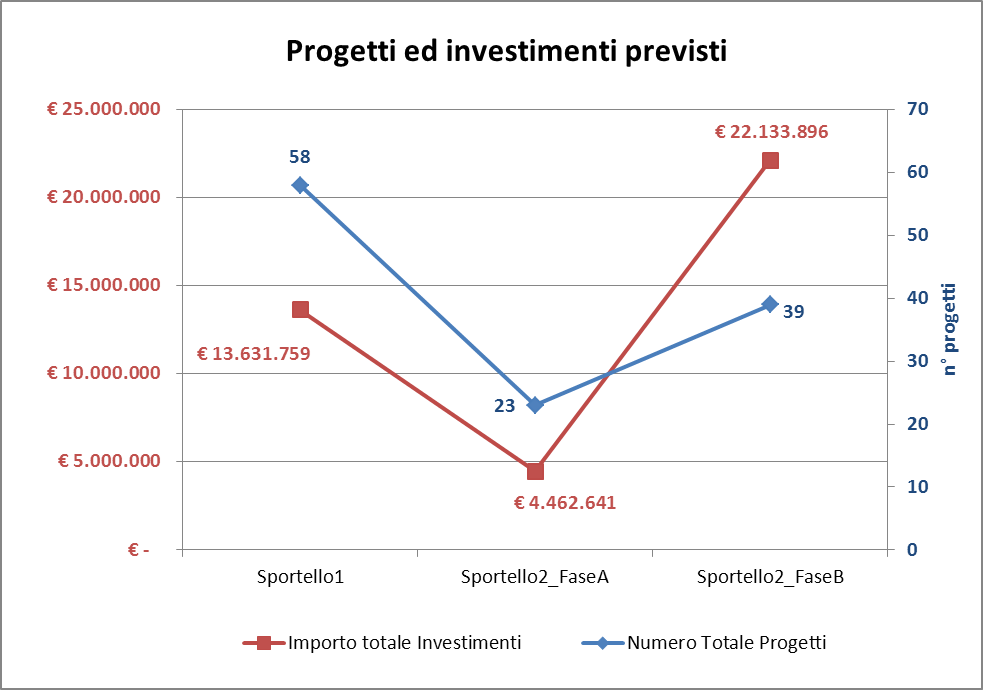 Progetti ed investimenti previsti
€ 25.000.000
€ 20.000.000
€ 15.000.000
€ 10.000.000
€ 5.000.000
€ -
58
€ 13.631.759
23
€ 4.462.641
€ 22.133.896
39
70
60
50
40
30
20
10
0
n° progetti
Sportello1
Sportello2_FaseA
Sportello2_FaseB
Importo totale Investimenti
Numero Totale Progetti